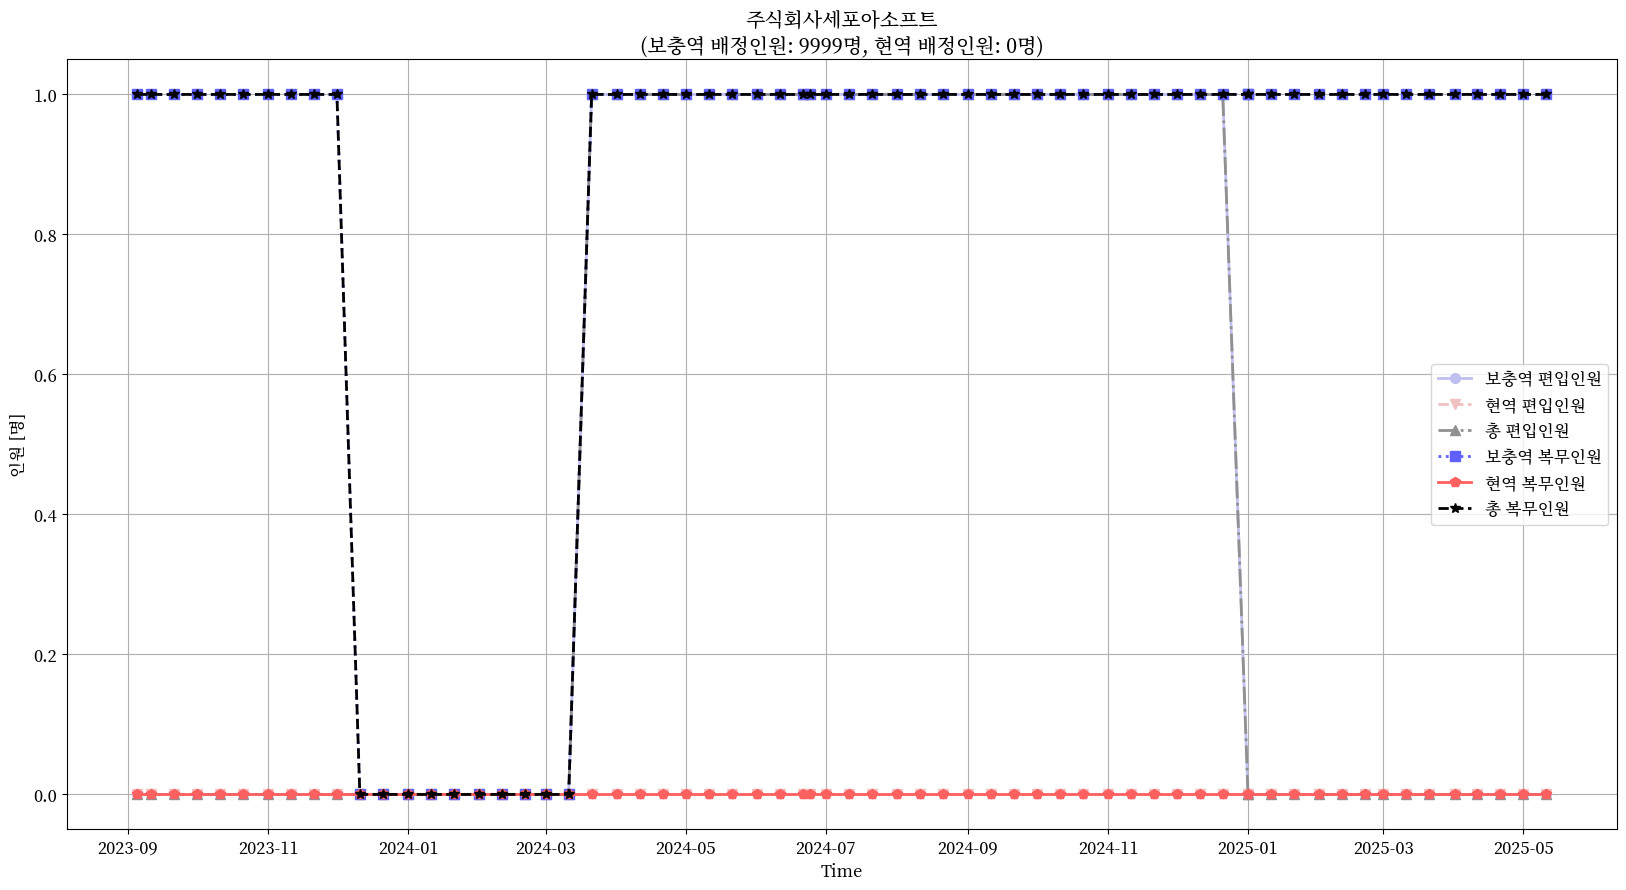 주식회사세포아소프트
(보충역 배정인원: 9999명, 현역 배정인원: 0명)
인원 [명]
1.0
0.8
0.6
0.4
0.2
0.0
보충역 편입인원
현역 편입인원
총 편입인원
보충역 복무인원
현역 복무인원
총 복무인원
2023-09 2023-11 2024-01 2024-03 2024-05 2024-07 2024-09 2024-11 2025-01 2025-03 2025-05
Time